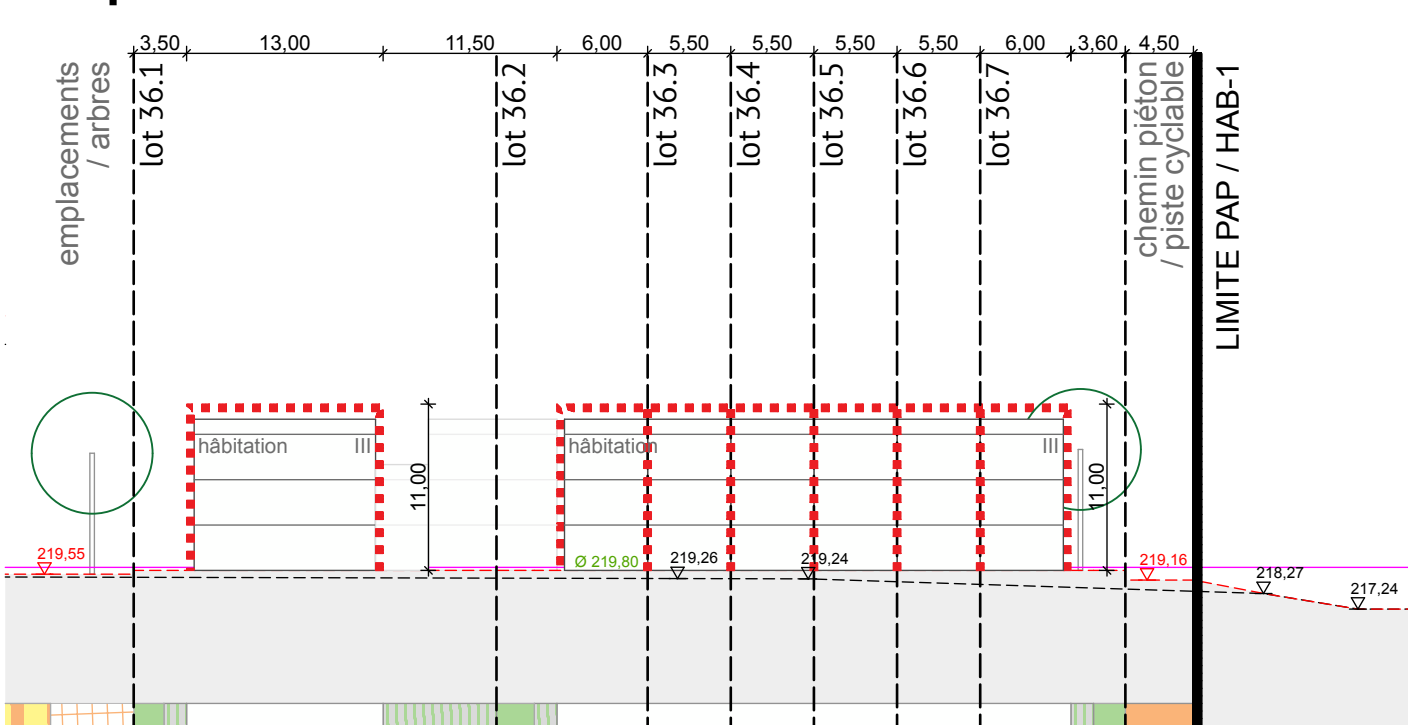 3,50 13,00 11,50 6,00 5,50 5,50 5,50 5,50 6,00 3,60 4,50
emplacements
/ arbres
lot 36.1
lot 36.2
lot 36.3
lot 36.4
lot 36.5
lot 36.6
lot 36.7
chemin piéton
/ piste cyclable
LIMITE PAP / HAB-1
hâbitation III
11,00
hâbitation III
11,00
219,55
Ø 219,80
219,26
219,24
219,16
218,27
217,24